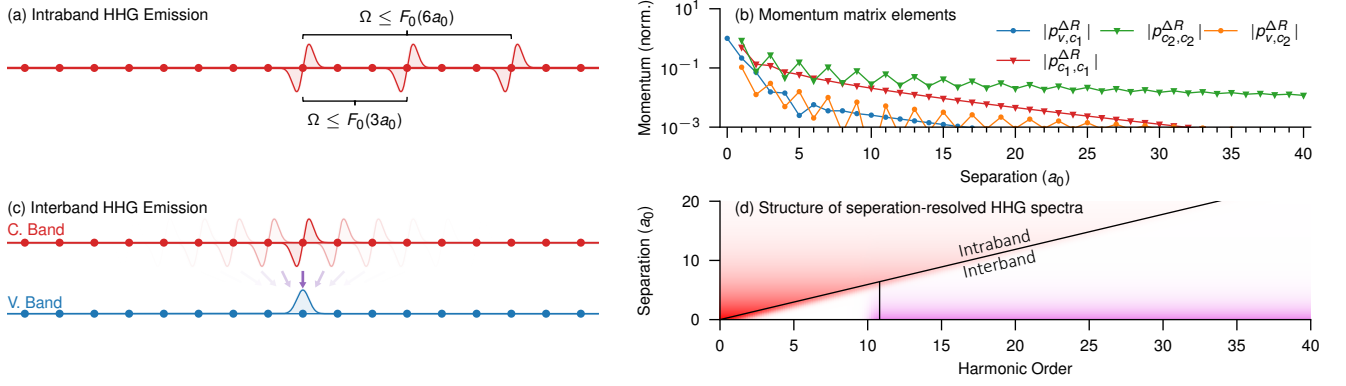 (a) Intraband HHG Emission
Ω ≤ F₀(6a₀)
Ω ≤ F₀(3a₀)
(b) Momentum matrix elements
Momentum (norm.)
10¹
10⁻¹
10⁻³
|p^{ΔR}_{v,c₁}| |p^{ΔR}_{c₂,c₂}| |p^{ΔR}_{v,c₂}|
|p^{ΔR}_{c₁,c₁}|
0 5 10 15 20 25 30 35 40
Separation (a₀)
(c) Interband HHG Emission
C. Band
V. Band
(d) Structure of seperation-resolved HHG spectra
Separation (a₀)
20
10
0
Intraband
Interband
0 5 10 15 20 25 30 35 40
Harmonic Order